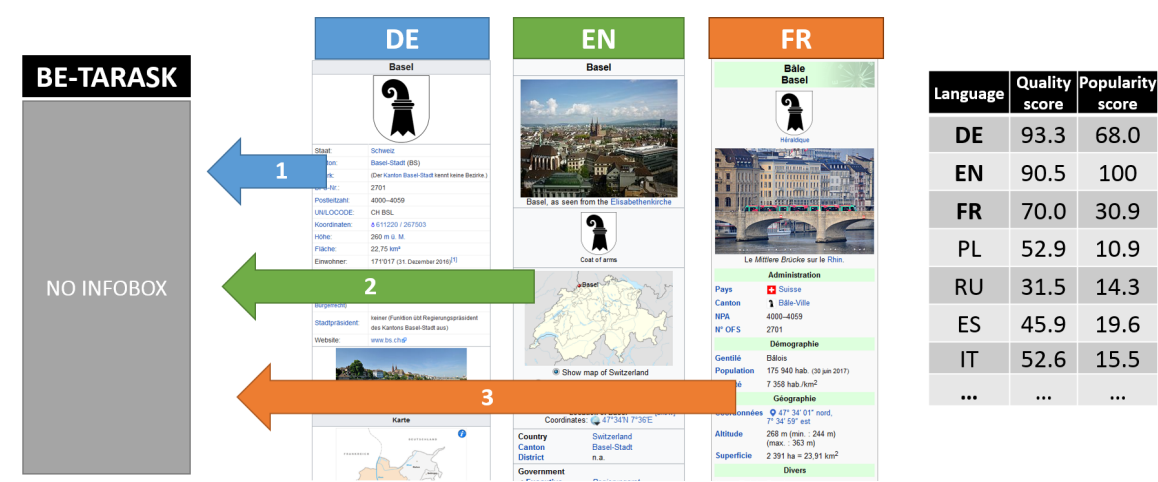 DE
EN
FR
BE-TARASK
NO INFOBOX
1
2
3
Basel
Staat: Schweiz
Basel-Stadt (BS)
(Der Kanton Basel-Stadt kennt keine Bezirke.)
2701
Postleitzahl: 4000–4059
UN/LOCODE: CH BSL
Koordinaten: 611220 / 267503
Höhe: 260 m ü. M.
Fläche: 22,75 km²
Einwohner: 171'017 (31. Dezember 2016)[1]
Bürgerrecht)
Stadtpräsident: keiner (Funktion übt Regierungspräsident
des Kantons Basel-Stadt aus)
Website: www.bs.ch
Karte
Basel
Basel, as seen from the Elisabethenkirche
Coat of arms
Basel
Show map of Switzerland
Coordinates: 47°34′N 7°36′E
Country Switzerland
Canton Basel-Stadt
District n.a.
Government
Bâle
Basel
Héraldique
Le Mittlere Brücke sur le Rhin.
Administration
Pays Suisse
Canton Bâle-Ville
NPA 4000–4059
N° OFS 2701
Démographie
Gentilé Bâlois
Population 175 940 hab. (30 juin 2017)
7 358 hab./km²
Géographie
Coordonnées 47° 34′ 01″ nord,
7° 34′ 59″ est
Altitude 268 m (min. : 244 m)
(max. : 363 m)
Superficie 2 391 ha = 23,91 km²
Divers
Language Quality score Popularity score
DE 93.3 68.0
EN 90.5 100
FR 70.0 30.9
PL 52.9 10.9
RU 31.5 14.3
ES 45.9 19.6
IT 52.6 15.5
... ... ...